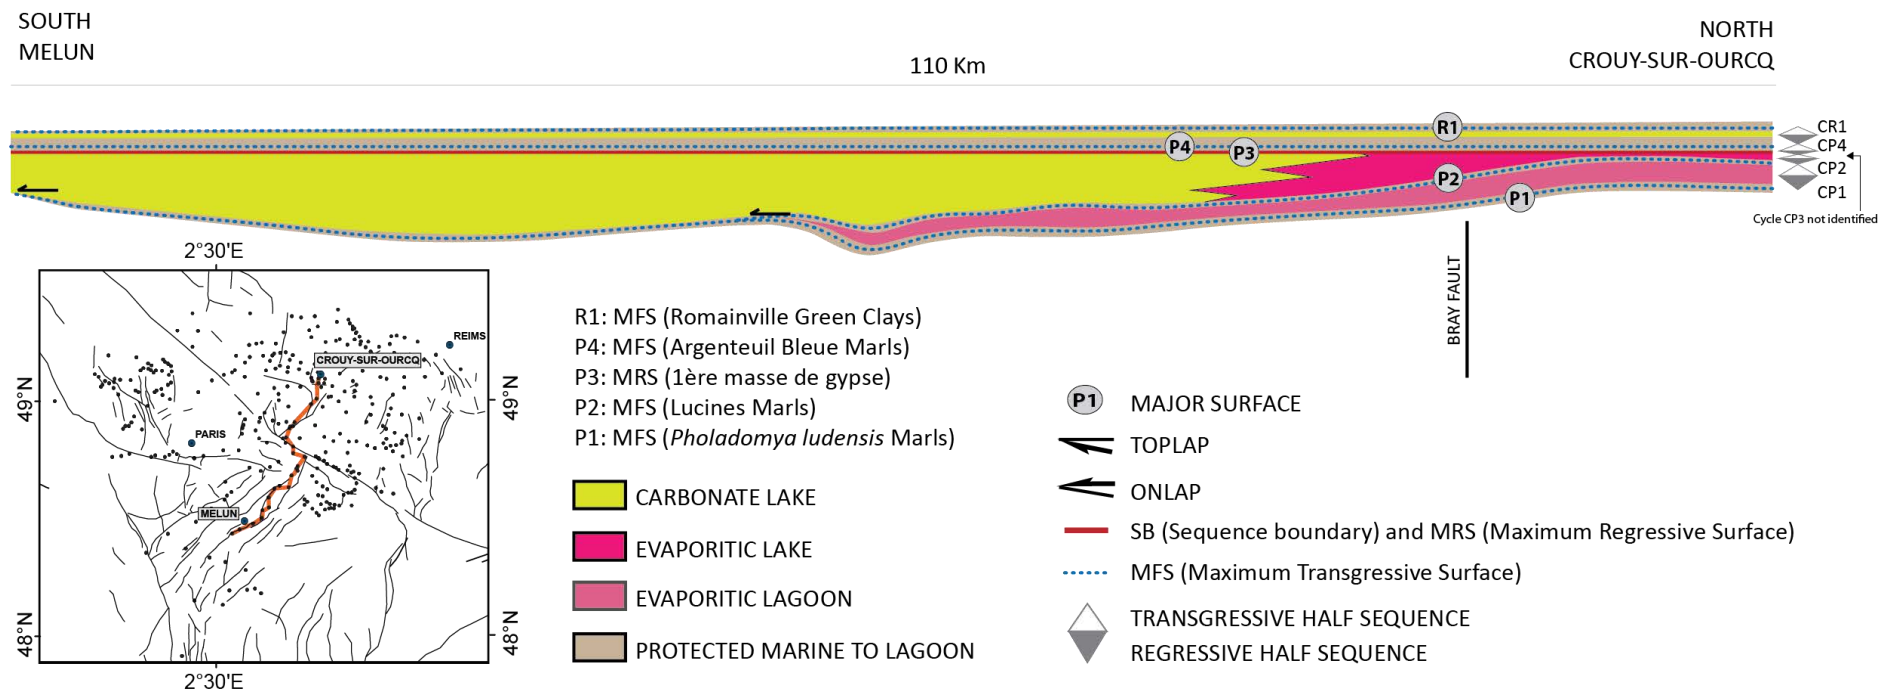 SOUTH
MELUN
110 Km
NORTH
CROUY-SUR-OURCQ
R1
P4
P3
P2
P1
CR1
CP4
CP2
CP1
Cycle CP3 not identified
BRAY FAULT
2°30'E
49°N
48°N
49°N
48°N
2°30'E
REIMS
CROUY-SUR-OURCQ
PARIS
MELUN
R1: MFS (Romainville Green Clays)
P4: MFS (Argenteuil Bleue Marls)
P3: MRS (1ère masse de gypse)
P2: MFS (Lucines Marls)
P1: MFS (Pholadomya ludensis Marls)
CARBONATE LAKE
EVAPORITIC LAKE
EVAPORITIC LAGOON
PROTECTED MARINE TO LAGOON
P1 MAJOR SURFACE
TOPLAP
ONLAP
SB (Sequence boundary) and MRS (Maximum Regressive Surface)
MFS (Maximum Transgressive Surface)
TRANSGRESSIVE HALF SEQUENCE
REGRESSIVE HALF SEQUENCE